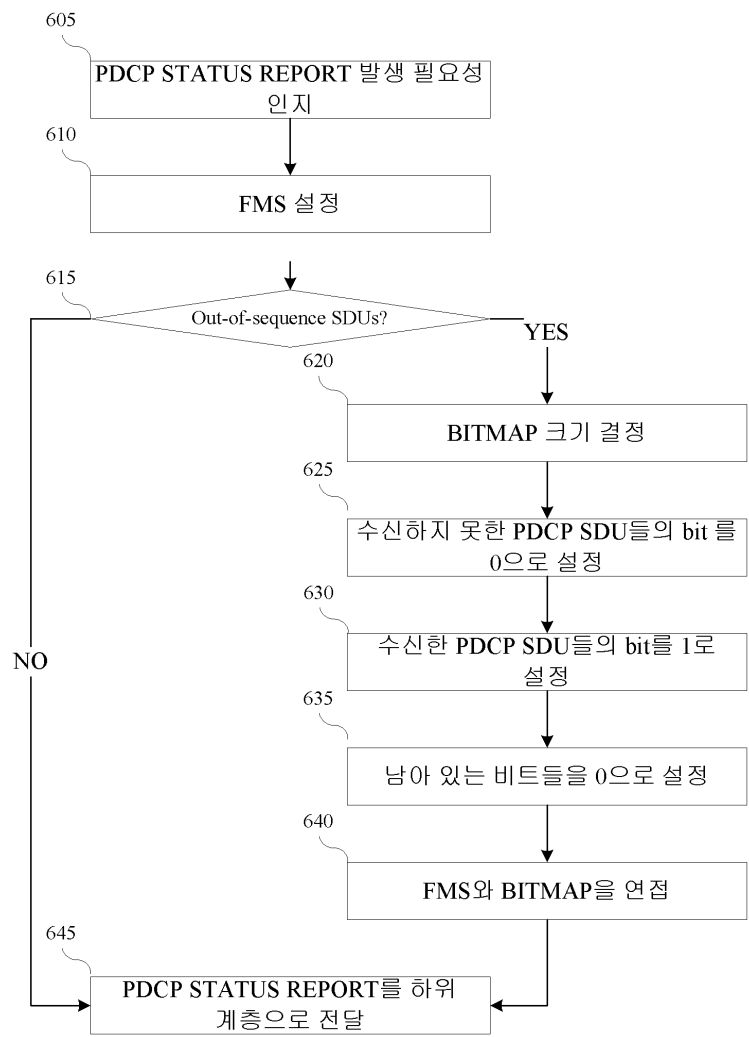 605
PDCP STATUS REPORT 발생 필요성
인지
610
FMS 설정
615
Out-of-sequence SDUs?
YES
620
BITMAP 크기 결정
625
수신하지 못한 PDCP SDU들의 bit 를
0으로 설정
630
수신한 PDCP SDU들의 bit를 1로
설정
NO
635
남아 있는 비트들을 0으로 설정
640
FMS와 BITMAP을 연접
645
PDCP STATUS REPORT를 하위
계층으로 전달